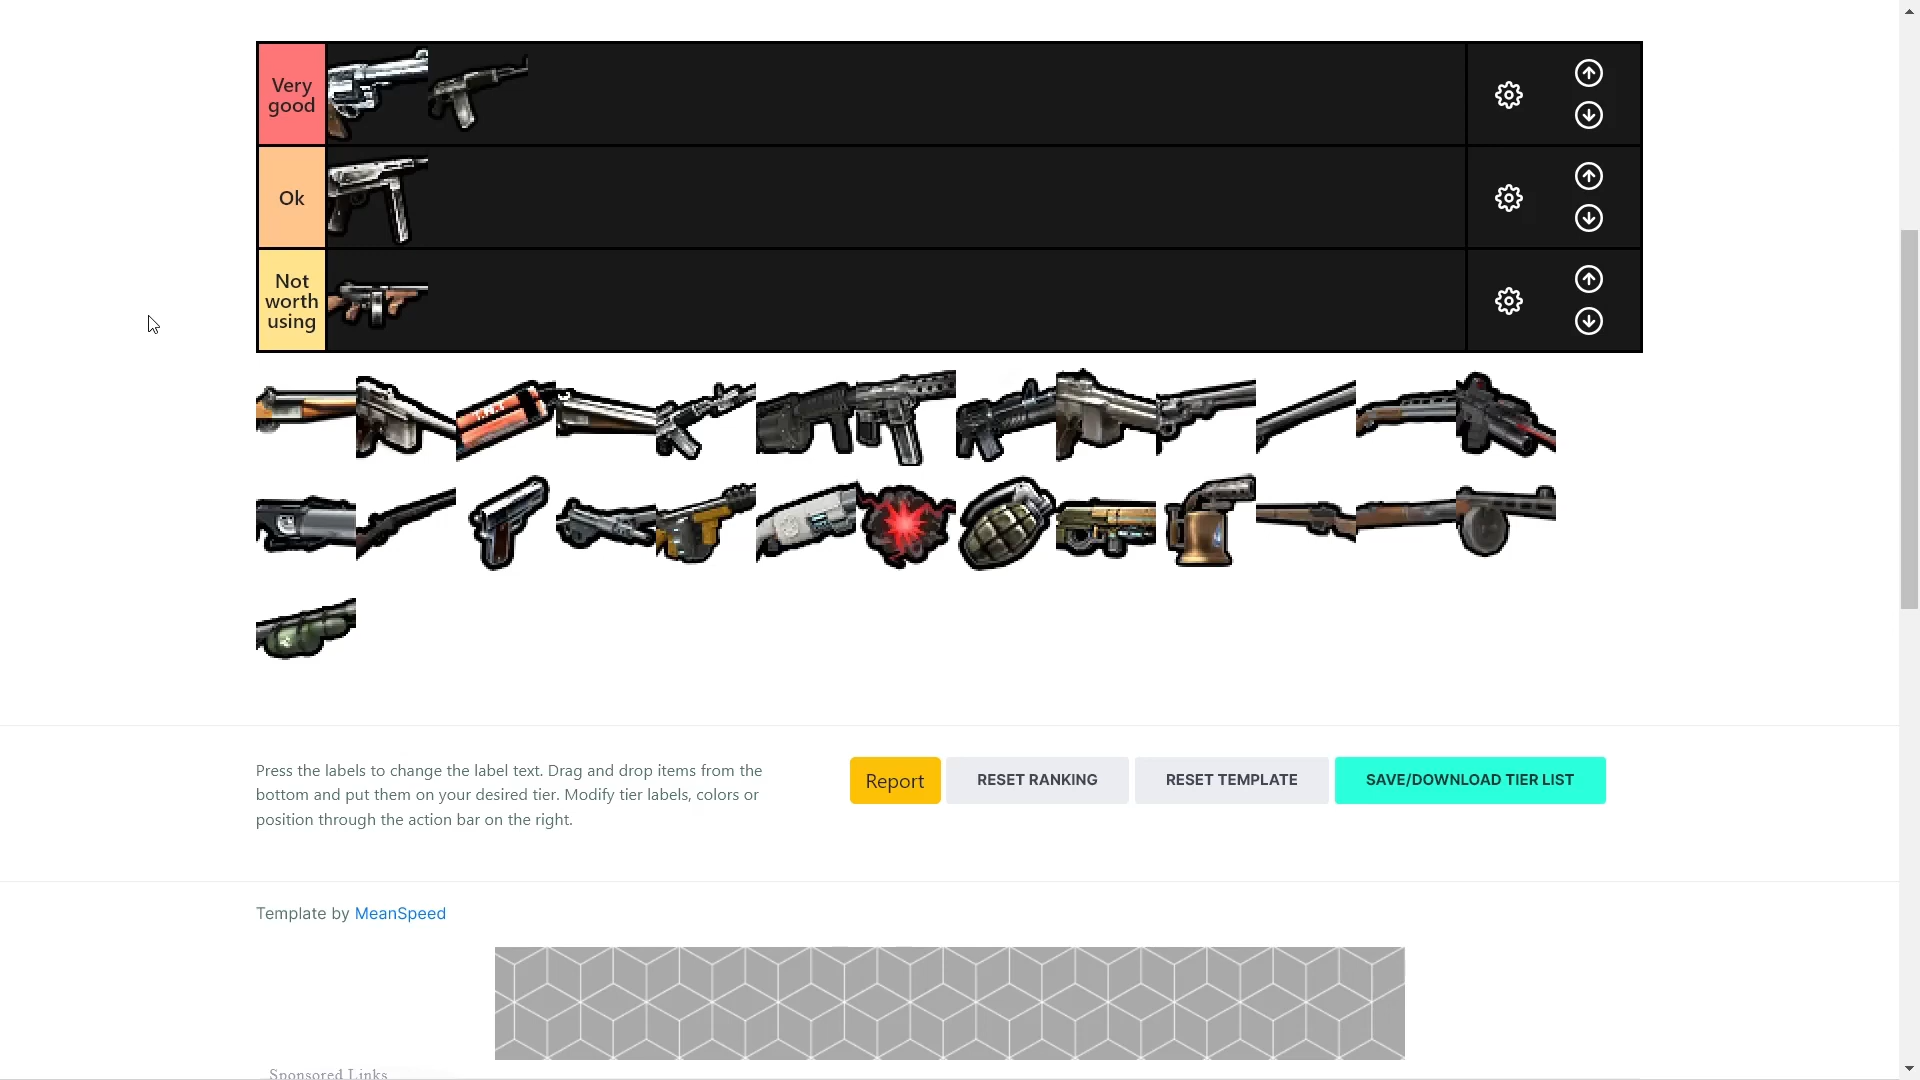 Very
good
Ok
Not
worth
using
Press the labels to change the label text. Drag and drop items from the
bottom and put them on your desired tier. Modify tier labels, colors or
position through the action bar on the right.
Report
RESET RANKING
RESET TEMPLATE
SAVE/DOWNLOAD TIER LIST
Template by MeanSpeed
Sponsored Links